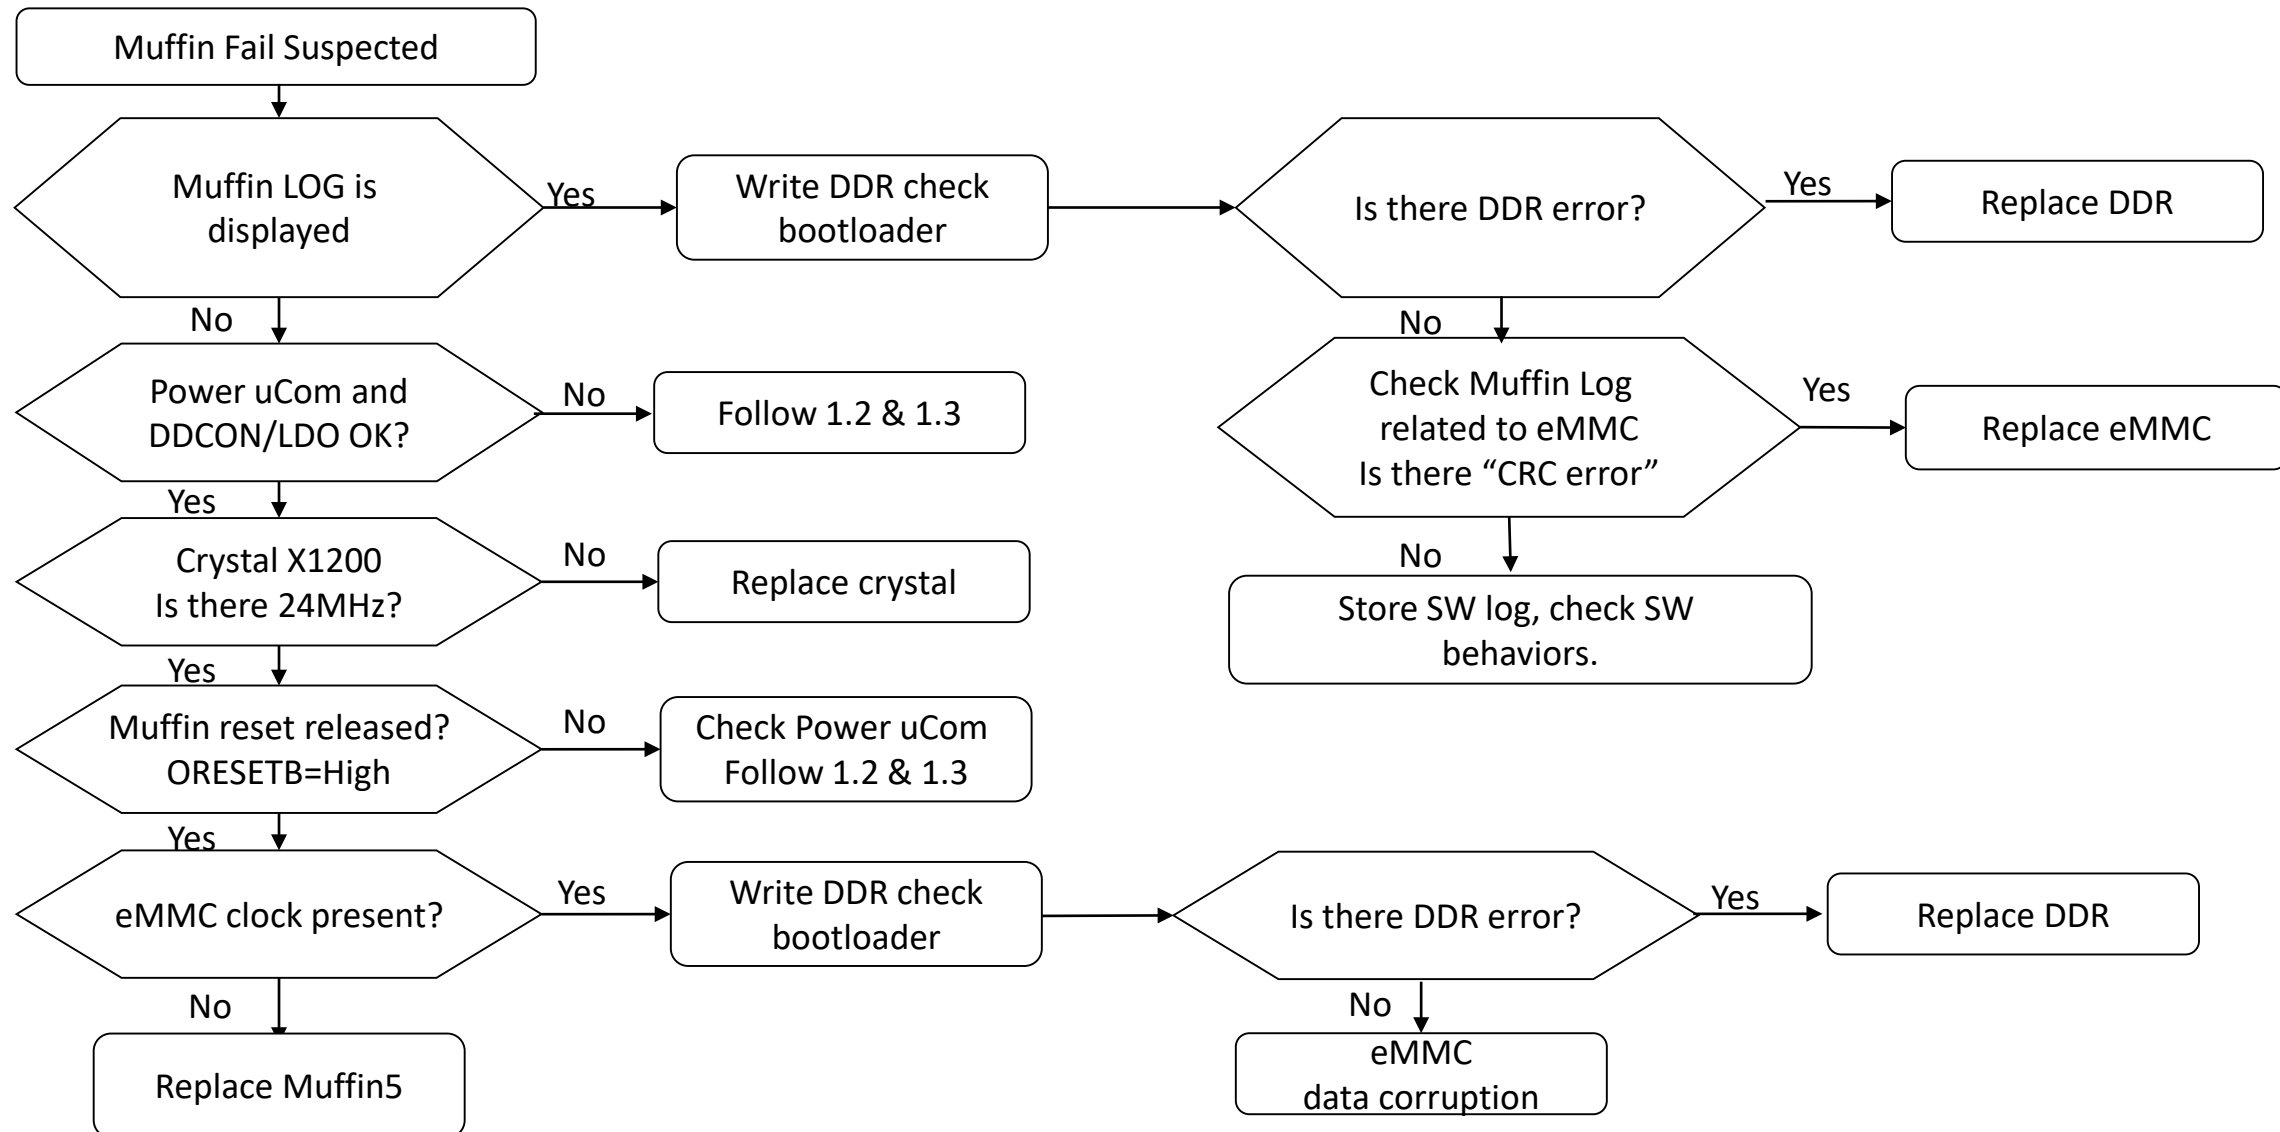 Muffin Fail Suspected
Muffin LOG is
displayed
Yes
Write DDR check
bootloader
Is there DDR error?
Yes
Replace DDR
No
No
Power uCom and
DDCON/LDO OK?
No
Follow 1.2 & 1.3
Check Muffin Log
related to eMMC
Is there “CRC error”
Yes
Replace eMMC
Yes
No
Crystal X1200
Is there 24MHz?
No
Replace crystal
Store SW log, check SW
behaviors.
Yes
Muffin reset released?
ORESETB=High
No
Check Power uCom
Follow 1.2 & 1.3
Yes
eMMC clock present?
Yes
Write DDR check
bootloader
Is there DDR error?
Yes
Replace DDR
No
Replace Muffin5
No
eMMC
data corruption